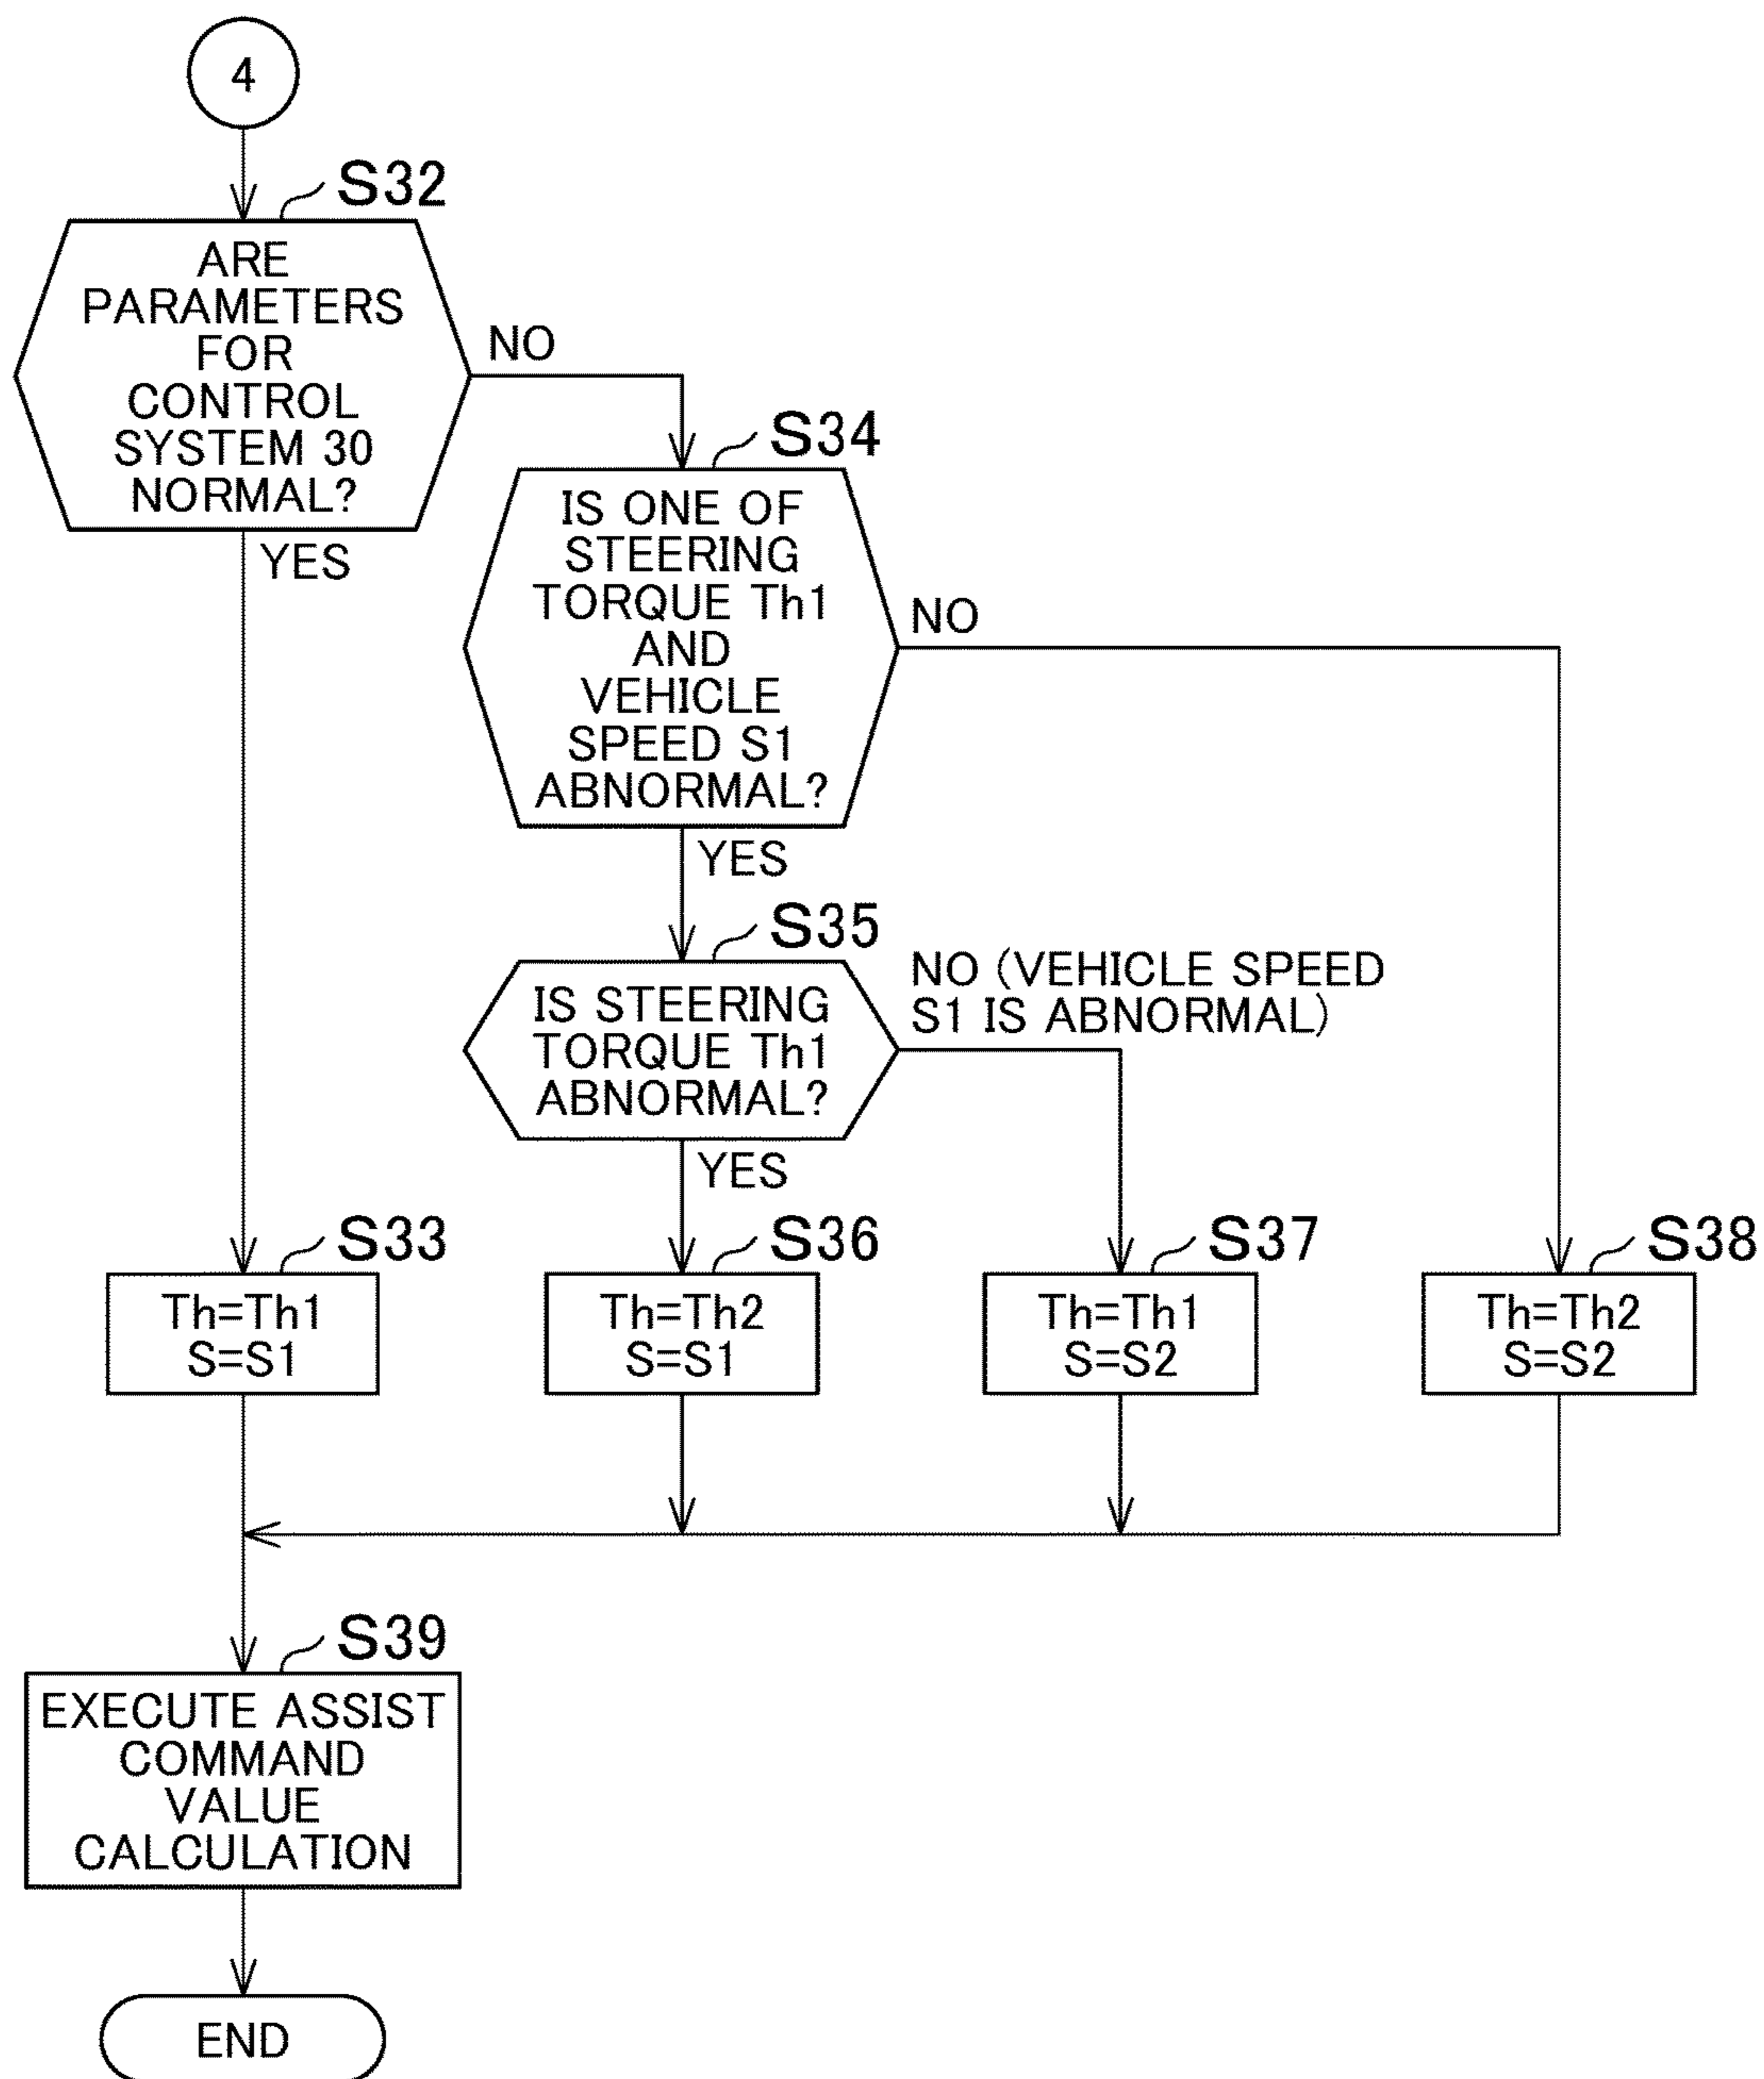 4
S32
ARE
PARAMETERS
FOR
CONTROL
SYSTEM 30
NORMAL?
NO
YES
S34
IS ONE OF
STEERING
TORQUE Th1
AND
VEHICLE
SPEED S1
ABNORMAL?
NO
YES
S35
IS STEERING
TORQUE Th1
ABNORMAL?
NO (VEHICLE SPEED
S1 IS ABNORMAL)
YES
S33
Th=Th1
S=S1
S36
Th=Th2
S=S1
S37
Th=Th1
S=S2
S38
Th=Th2
S=S2
S39
EXECUTE ASSIST
COMMAND
VALUE
CALCULATION
END